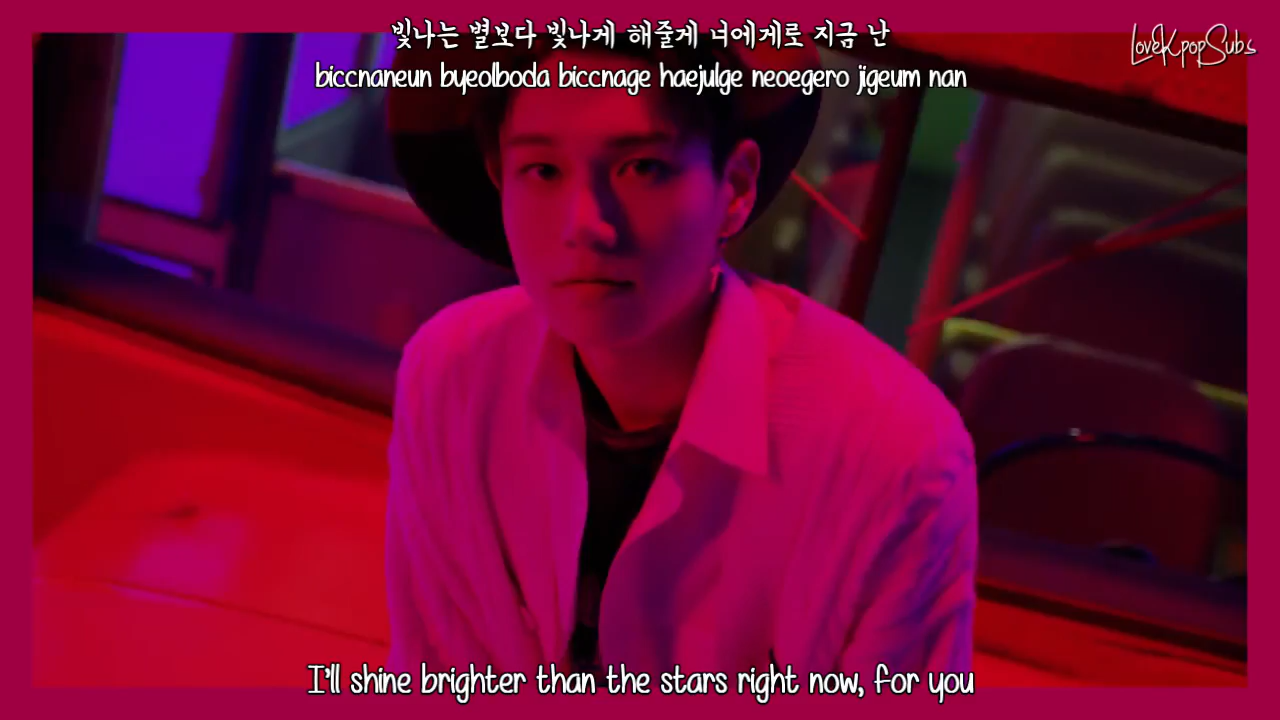 빛나는 별보다 빛나게 해줄게 너에게로 지금 난
LoveKpopSubs
biccnaneun byeolboda biccnage haejulge neoegero jigeum nan
I'll shine brighter than the stars right now, for you